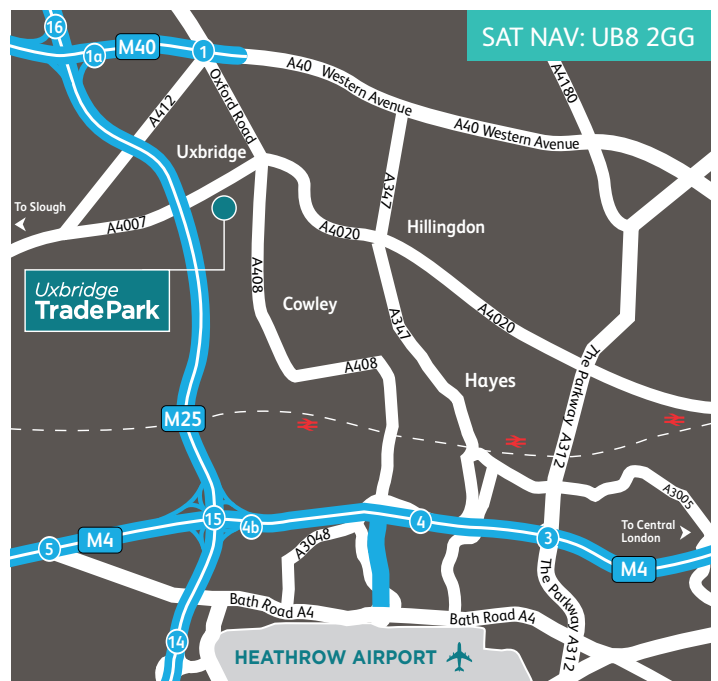 16
SAT NAV: UB8 2GG
1a
M40
1
A40 Western Avenue
A4180
A40 Western Avenue
A412
Oxford Road
Uxbridge
A347
To Slough
A4007
A4020
Hillingdon
Uxbridge
TradePark
A408
Cowley
A347
A4020
A408
Hayes
The Parkway A312
M25
A3005
15
4b
4
3
To Central
London
5
M4
A3048
M4
The Parkway A312
Bath Road A4
Bath Road A4
14
HEATHROW AIRPORT